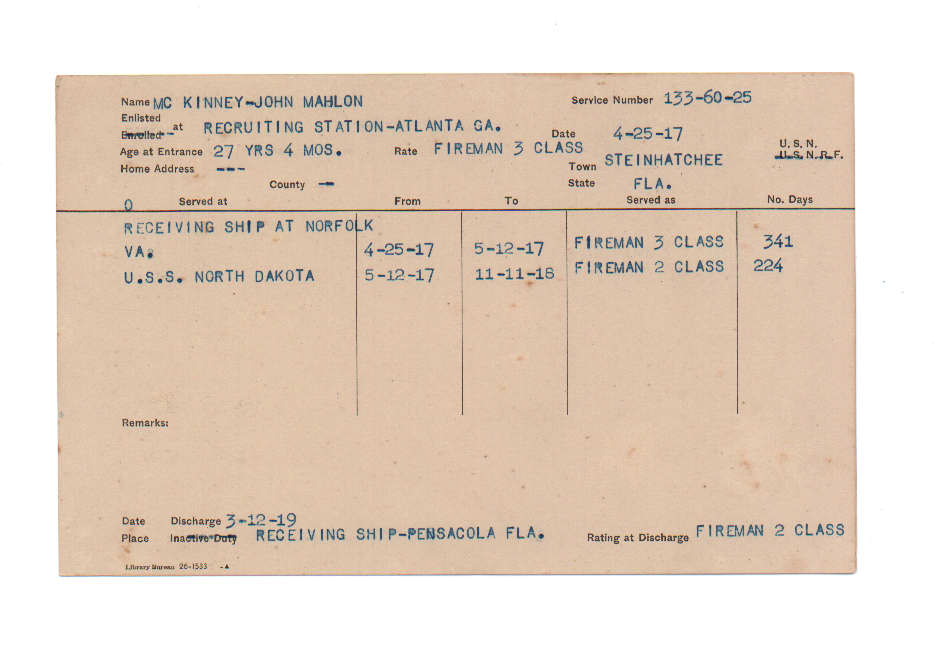 Name MC KINNEY-JOHN MAHLON Service Number 133-60-25
Enlisted
Enrolled at RECRUITING STATION-ATLANTA GA. Date 4-25-17
U.S.N.
Age at Entrance 27 YRS 4 MOS. Rate FIREMAN 3 CLASS U.S.N.R.F.
Home Address --- Town STEINHATCHEE
County -- State FLA.
O Served at From To Served as No. Days
RECEIVING SHIP AT NORFOLK
VA. 4-25-17 5-12-17 FIREMAN 3 CLASS 341
U.S.S. NORTH DAKOTA 5-12-17 11-11-18 FIREMAN 2 CLASS 224
Remarks:
Date Discharge 3-12-19
Place Inactive Duty RECEIVING SHIP-PENSACOLA FLA. Rating at Discharge FIREMAN 2 CLASS
Library Bureau 26-1533 -A